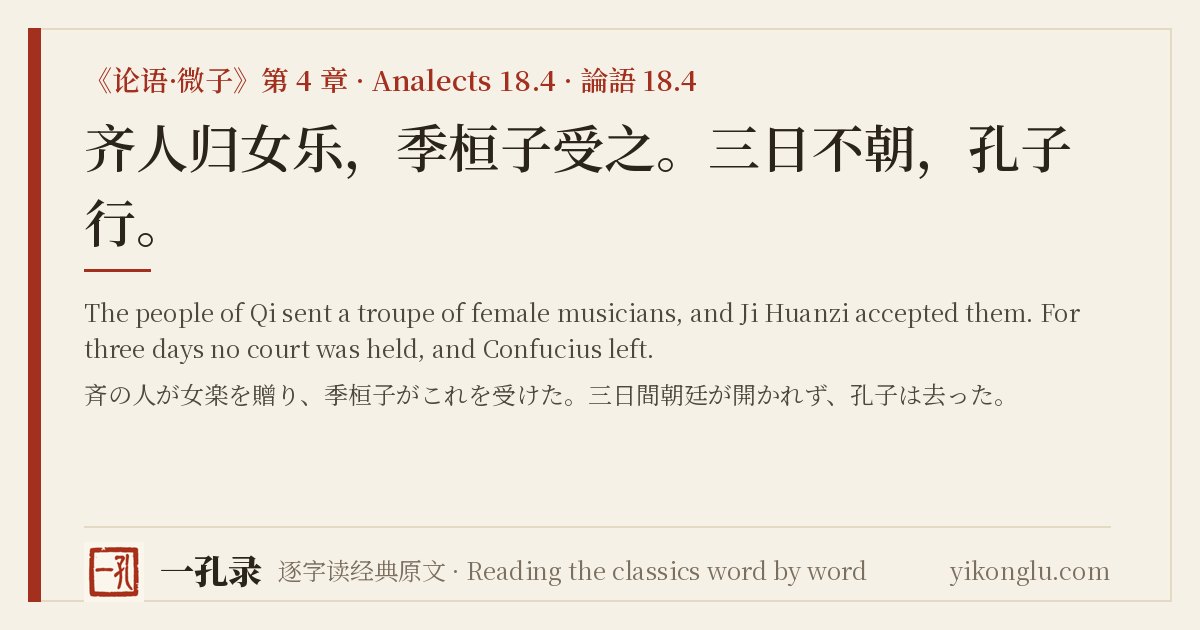 《论语·微子》第 4 章 · Analects 18.4 · 論語 18.4
齐人归女乐，季桓子受之。三日不朝，孔子
行。
The people of Qi sent a troupe of female musicians, and Ji Huanzi accepted them. For
three days no court was held, and Confucius left.
斉の人が女楽を贈り、季桓子がこれを受けた。三日間朝廷が開かれず、孔子は去った。
一孔
一孔录 逐字读经典原文 · Reading the classics word by word yikonglu.com